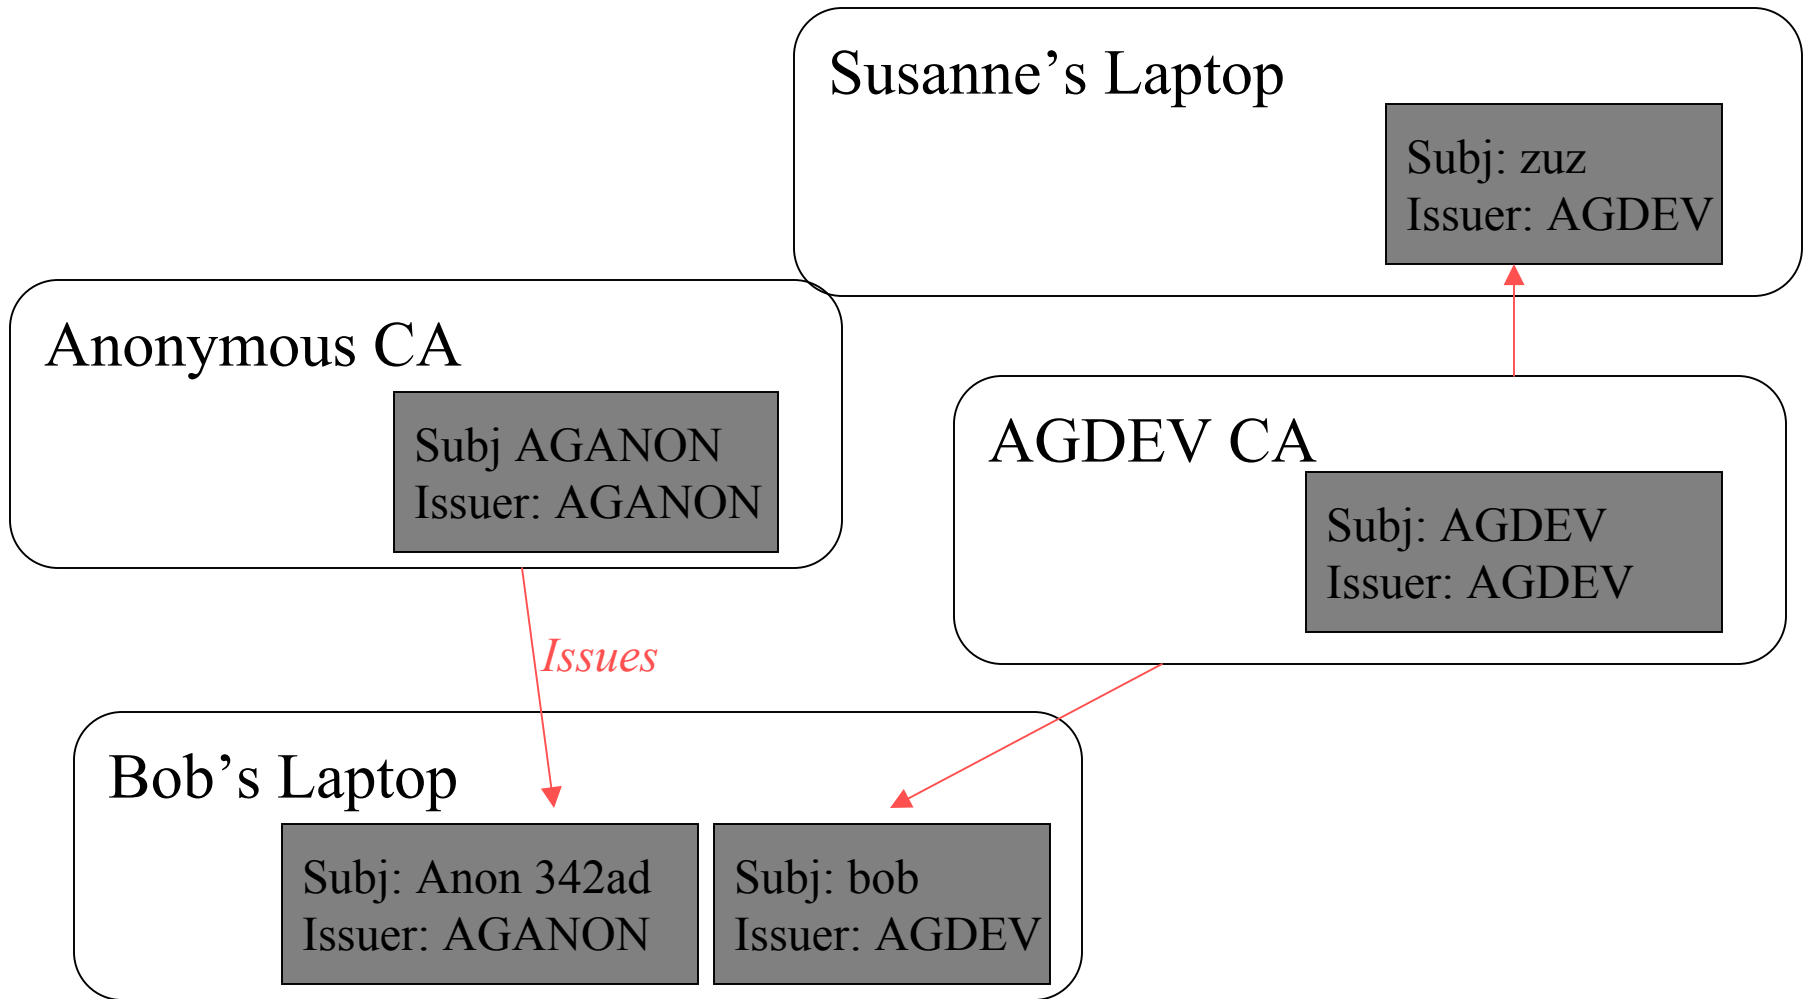 Susanne’s Laptop
Subj: zuz
Issuer: AGDEV
Anonymous CA
Subj AGANON
Issuer: AGANON
AGDEV CA
Subj: AGDEV
Issuer: AGDEV
Issues
Bob’s Laptop
Subj: Anon 342ad
Issuer: AGANON
Subj: bob
Issuer: AGDEV